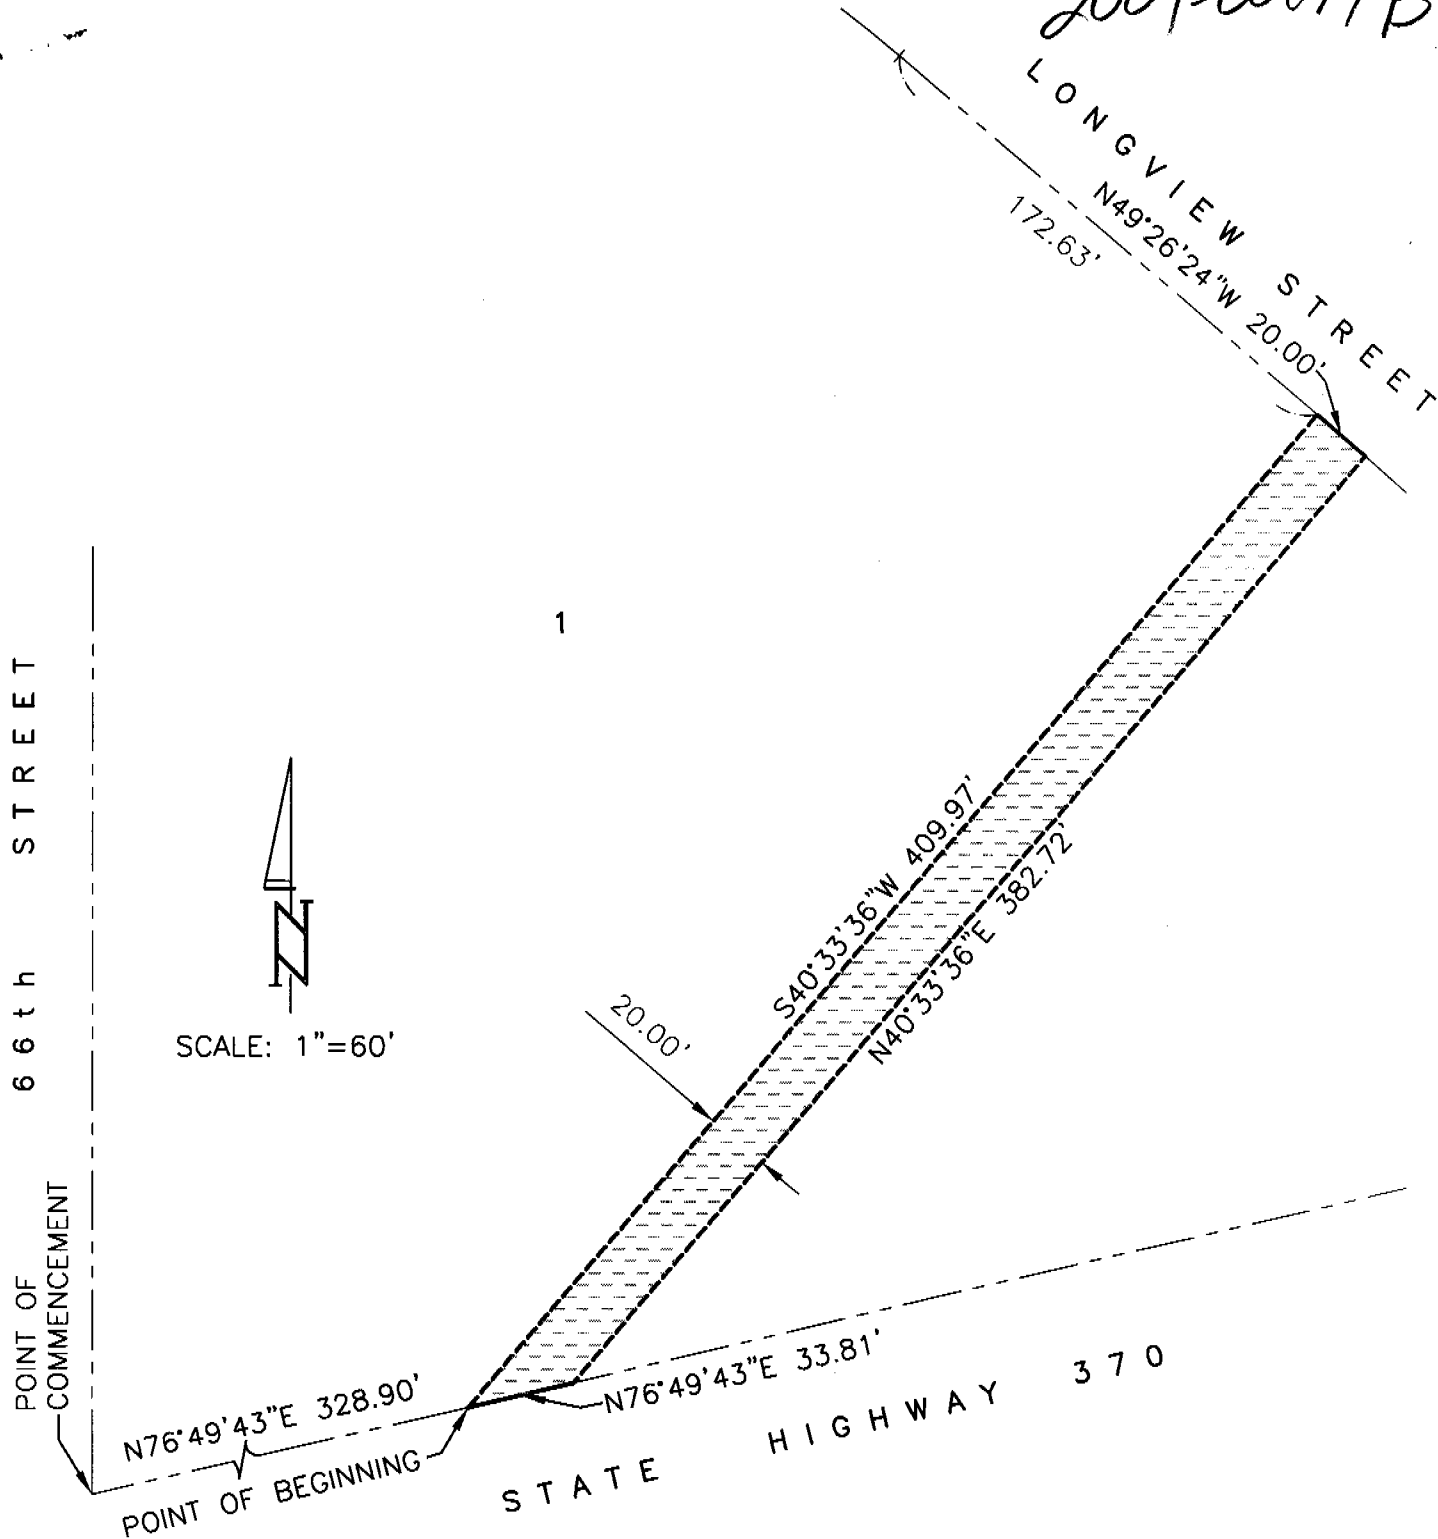 LONGVIEW STREET
N49°26'24"W 20.00'
172.63'
1
66th STREET
N
SCALE: 1"=60'
S40°33'36"W 409.97'
N40°33'36"E 382.72'
20.00'
POINT OF
COMMENCEMENT
N76°49'43"E 328.90'
N76°49'43"E 33.81'
POINT OF BEGINNING
STATE HIGHWAY 370